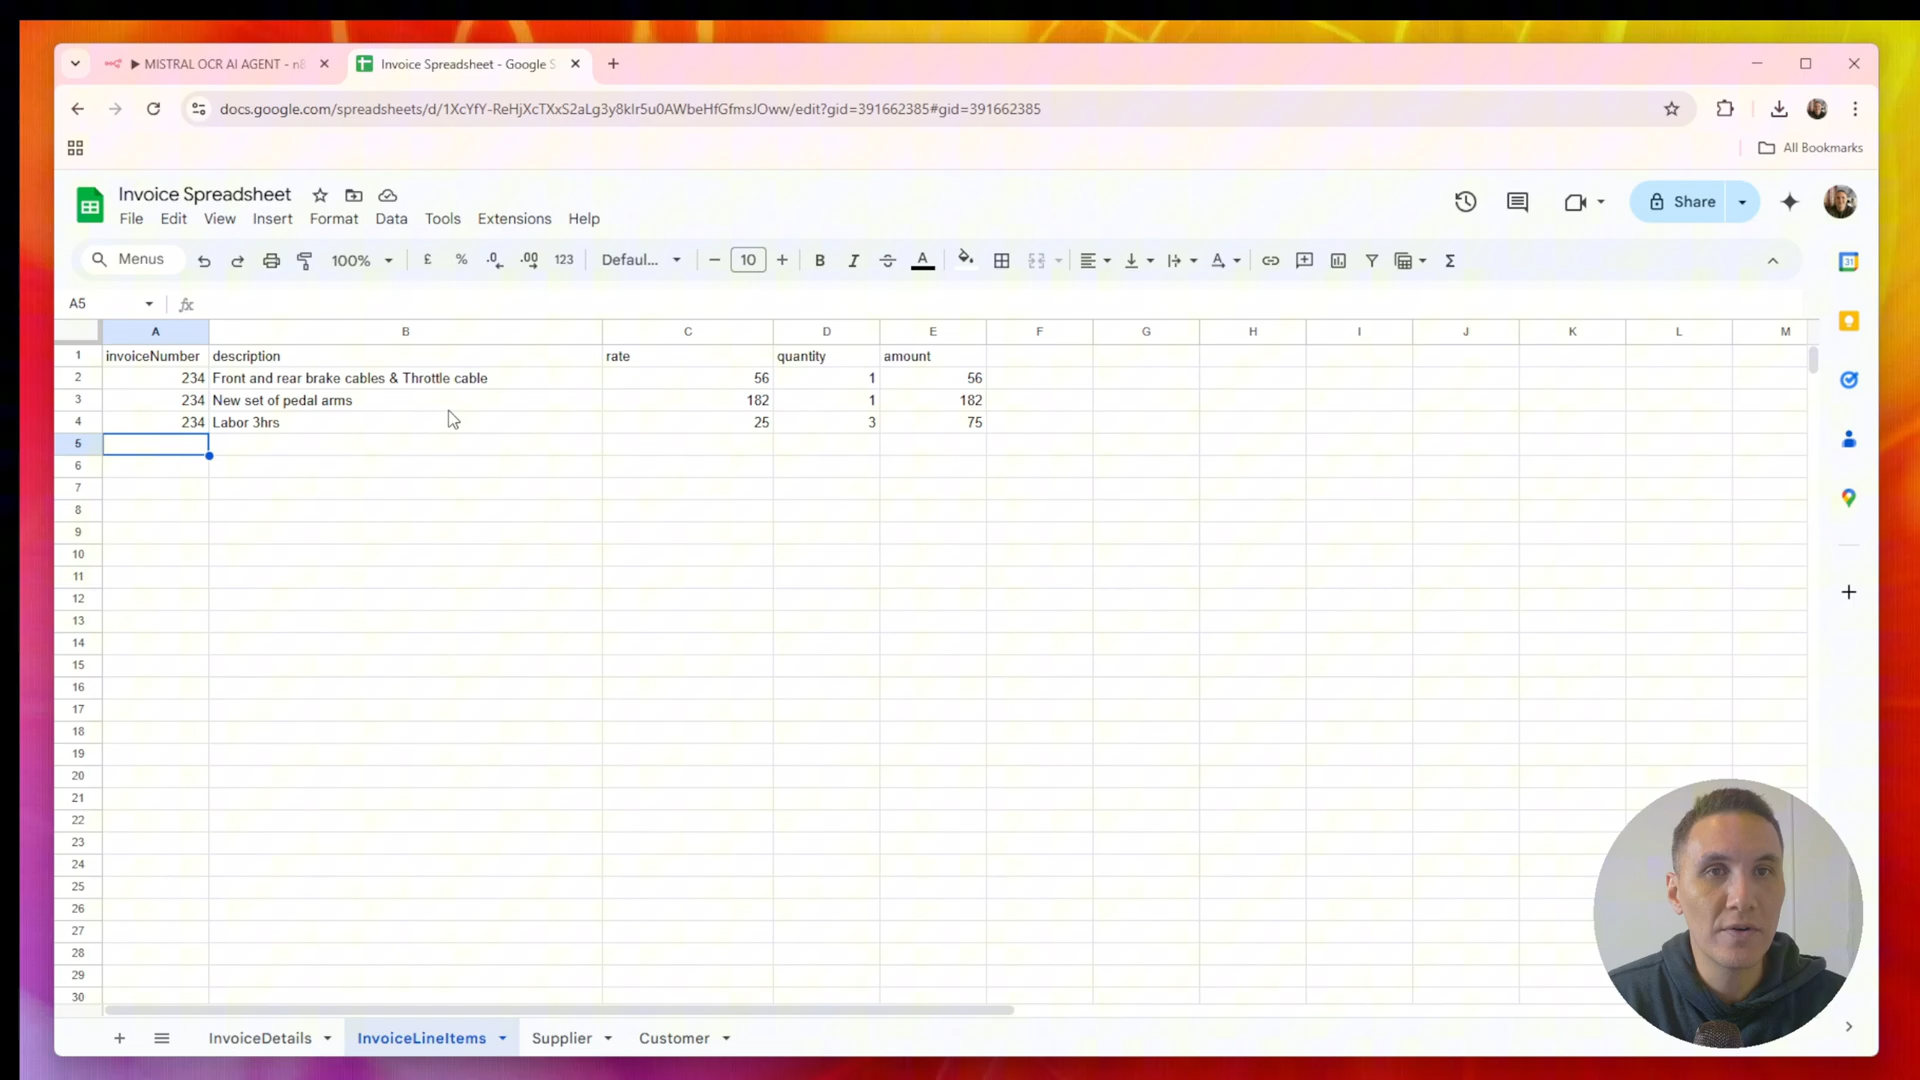 MISTRAL OCR AI AGENT - n8
Invoice Spreadsheet - Google S
docs.google.com/spreadsheets/d/1XcYfY-ReHjXcTXxS2aLg3y8kIr5u0AWbeHfGfmsJOww/edit?gid=391662385#gid=391662385
All Bookmarks
Invoice Spreadsheet
File Edit View Insert Format Data Tools Extensions Help
Share
Menus 100% £ % .0 .00 123 Defaul... 10 B I A A Σ
31
A5 fx
A B C D E F G H I J K L M
1 invoiceNumber description rate quantity amount
2 234 Front and rear brake cables & Throttle cable 56 1 56
3 234 New set of pedal arms 182 1 182
4 234 Labor 3hrs 25 3 75
5
6
7
8
9
10
11
12
13
14
15
16
17
18
19
20
21
22
23
24
25
26
27
28
29
30
InvoiceDetails InvoiceLineItems Supplier Customer